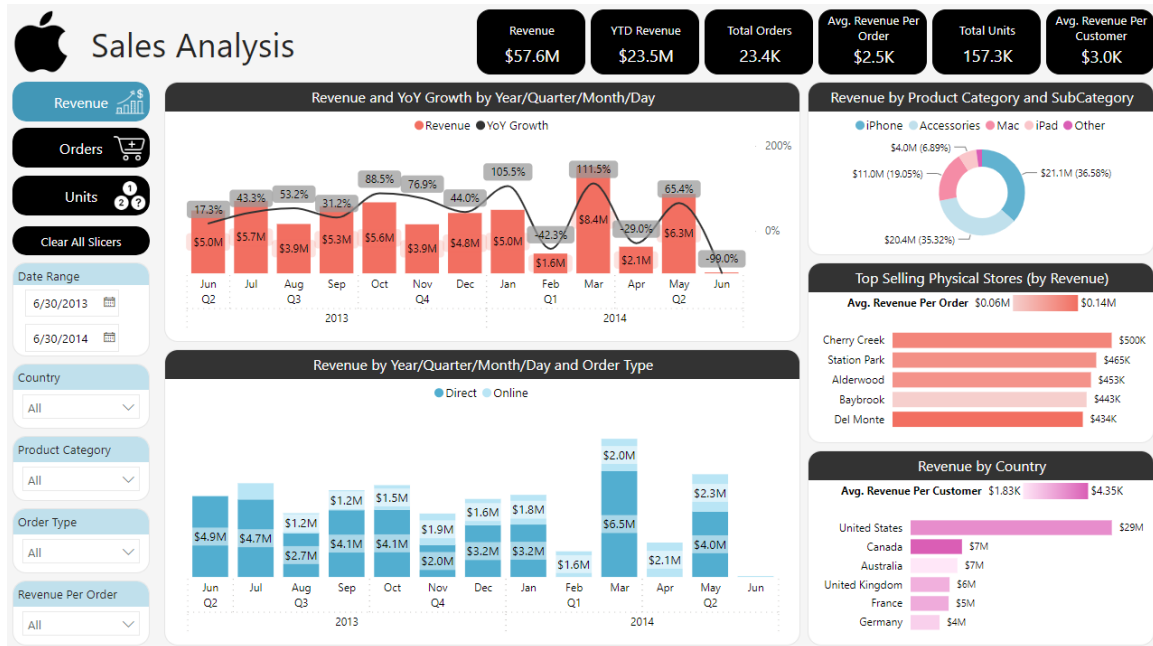 Sales Analysis
Revenue
$57.6M
YTD Revenue
$23.5M
Total Orders
23.4K
Avg. Revenue Per
Order
$2.5K
Total Units
157.3K
Avg. Revenue Per
Customer
$3.0K
Revenue
Orders
Units
Clear All Slicers
Date Range
6/30/2013
6/30/2014
Country
All
Product Category
All
Order Type
All
Revenue Per Order
All
Revenue and YoY Growth by Year/Quarter/Month/Day
Revenue YoY Growth
200%
0%
17.3% 43.3% 53.2% 31.2% 88.5% 76.9% 44.0% 105.5% -42.3% 111.5% -29.0% 65.4% -99.0%
$5.0M $5.7M $3.9M $5.3M $5.6M $3.9M $4.8M $5.0M $1.6M $8.4M $2.1M $6.3M
Jun Jul Aug Sep Oct Nov Dec Jan Feb Mar Apr May Jun
Q2 Q3 Q4 Q1 Q2
2013 2014
Revenue by Year/Quarter/Month/Day and Order Type
Direct Online
$1.2M $1.2M $1.5M $1.9M $1.6M $1.8M $1.6M $2.0M $2.1M $2.3M
$4.9M $4.7M $2.7M $4.1M $4.1M $2.0M $3.2M $3.2M $6.5M $4.0M
Jun Jul Aug Sep Oct Nov Dec Jan Feb Mar Apr May Jun
Q2 Q3 Q4 Q1 Q2
2013 2014
Revenue by Product Category and SubCategory
iPhone Accessories Mac iPad Other
$4.0M (6.89%)
$11.0M (19.05%)
$21.1M (36.58%)
$20.4M (35.32%)
Top Selling Physical Stores (by Revenue)
Avg. Revenue Per Order $0.06M $0.14M
Cherry Creek $500K
Station Park $465K
Alderwood $453K
Baybrook $443K
Del Monte $434K
Revenue by Country
Avg. Revenue Per Customer $1.83K $4.35K
United States $29M
Canada $7M
Australia $7M
United Kingdom $6M
France $5M
Germany $4M